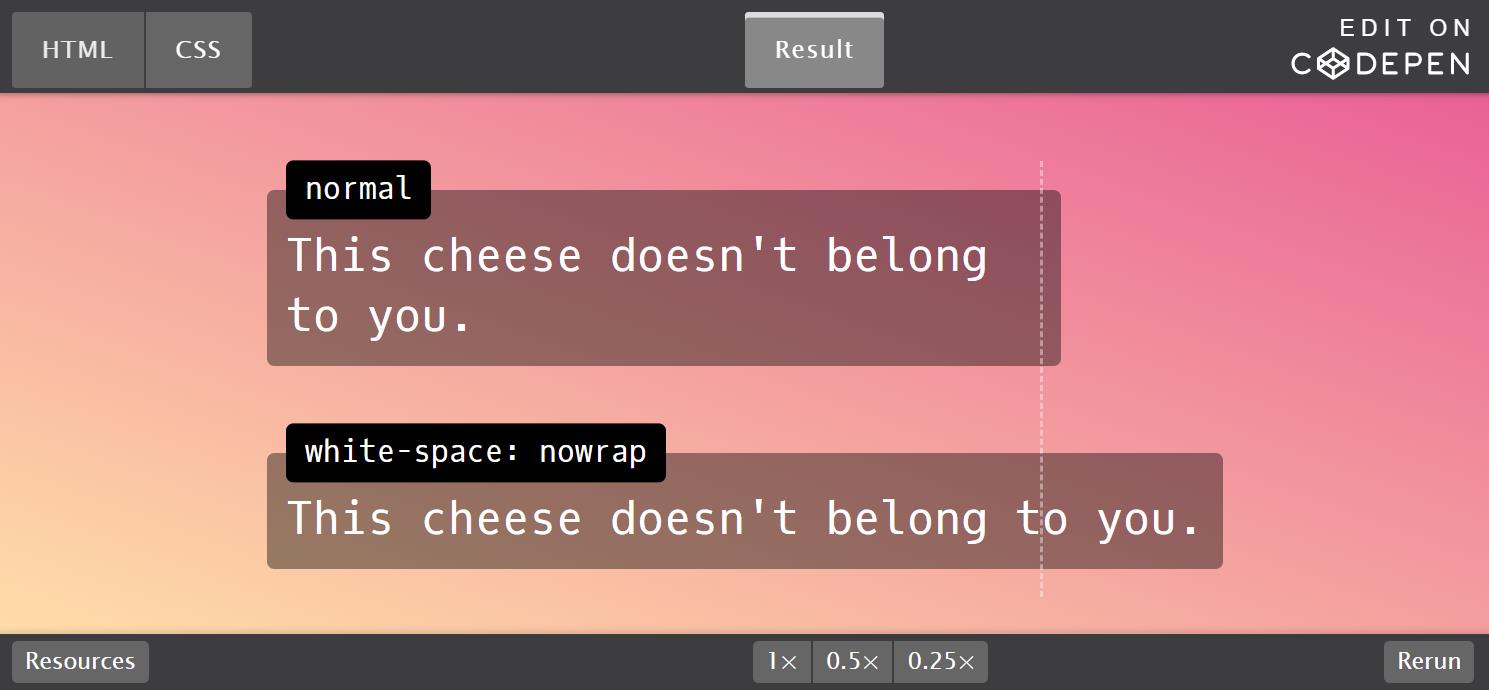 HTML CSS Result EDIT ON
CODEPEN
normal
This cheese doesn't belong
to you.
white-space: nowrap
This cheese doesn't belong to you.
Resources 1× 0.5× 0.25× Rerun